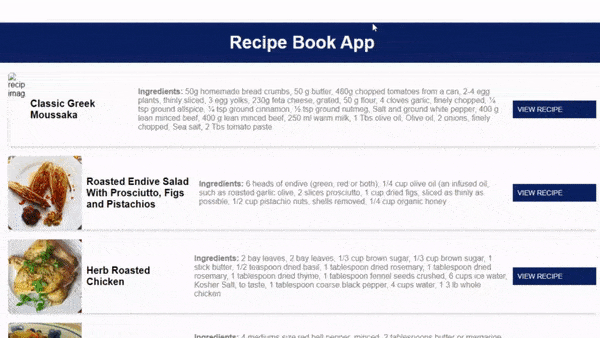 Recipe Book App
recip
imag
Classic Greek
Moussaka
Ingredients: 50g homemade bread crumbs, 50 g butter, 480g chopped tomatoes from a can, 2-4 egg
plants, thinly sliced, 3 egg yolks, 230g feta cheese, grated, 50 g flour, 4 cloves garlic, finely chopped, ¼
tsp ground allspice, ¼ tsp ground cinnamon, ½ tsp ground nutmeg, Salt and ground white pepper, 400 g
lean minced beef, 400 g lean minced beef, 250 ml warm milk, 1 Tbs olive oil, Olive oil, 2 onions, finely
chopped, Sea salt, 2 Tbs tomato paste
VIEW RECIPE
Roasted Endive Salad
With Prosciutto, Figs
and Pistachios
Ingredients: 6 heads of endive (green, red or both), 1/4 cup olive oil (an infused oil,
such as roasted garlic olive, 2 slices prosciutto, 1 cup dried figs, sliced as thinly as
possible, 1/2 cup pistachio nuts, shells removed, 1/4 cup organic honey
VIEW RECIPE
Herb Roasted
Chicken
Ingredients: 2 bay leaves, 2 bay leaves, 1/3 cup brown sugar, 1/3 cup brown sugar, 1
stick butter, 1/2 teaspoon dried basil, 1 tablespoon dried rosemary, 1 tablespoon dried
rosemary, 1 tablespoon dried thyme, 1 tablespoon fennel seeds crushed, 6 cups ice water,
Kosher Salt, to taste, 1 tablespoon coarse black pepper, 4 cups water, 1 3 lb whole
chicken
VIEW RECIPE
Ingredients: 4 mediums size red bell pepper, minced, 2 tablespoons butter or margarine